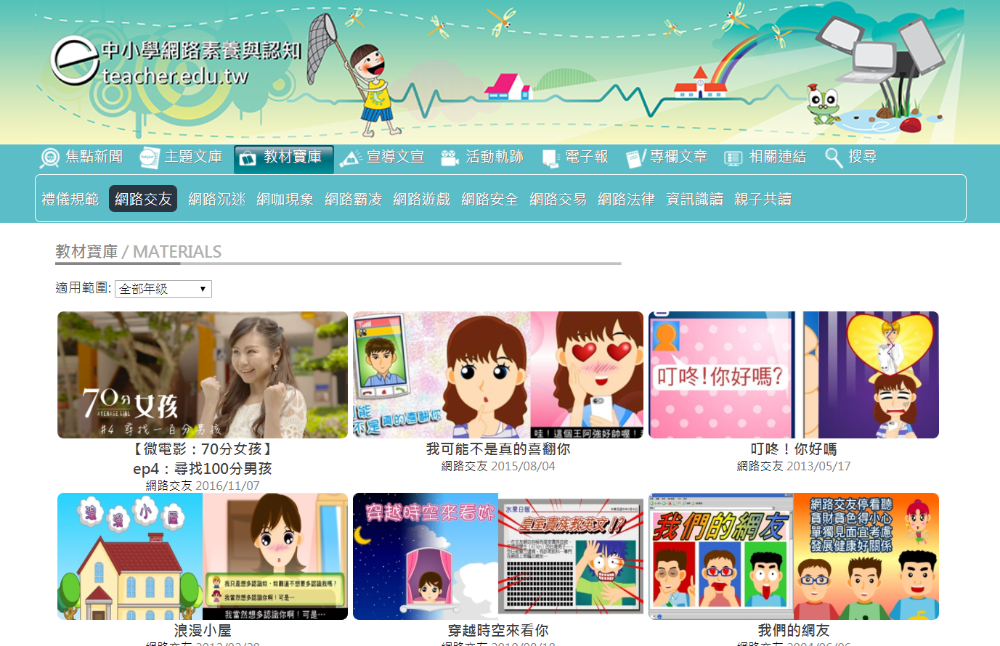 中小學網路素養與認知
teacher.edu.tw
焦點新聞 主題文庫 教材寶庫 宣導文宣 活動軌跡 電子報 專欄文章 相關連結 搜尋
禮儀規範 網路交友 網路沉迷 網咖現象 網路霸凌 網路遊戲 網路安全 網路交易 網路法律 資訊識讀 親子共讀
教材寶庫 / MATERIALS
適用範圍: 全部年級
70分女孩
AVERAGE GIRL
#4 尋找一百分男孩
可能
不是真的喜翻你
哇！這個王阿強好帥喔！
叮咚!你好嗎?
【微電影：70分女孩】
ep4：尋找100分男孩
網路交友 2016/11/07
我可能不是真的喜翻你
網路交友 2015/08/04
叮咚！你好嗎
網路交友 2013/05/17
浪漫小屋
我只是想多認識妳，妳難道不想要多認識我嗎？
我當然想多認識你啊！可是…
我當然想多認識你啊！可是…
穿越時空來看妳
水果日報
皇室貴族教英文!?
我們的網友
網路交友停看聽
貪財貪色得小心
單獨見面宜考慮
發展健康好關係
浪漫小屋
穿越時空來看你
我們的網友